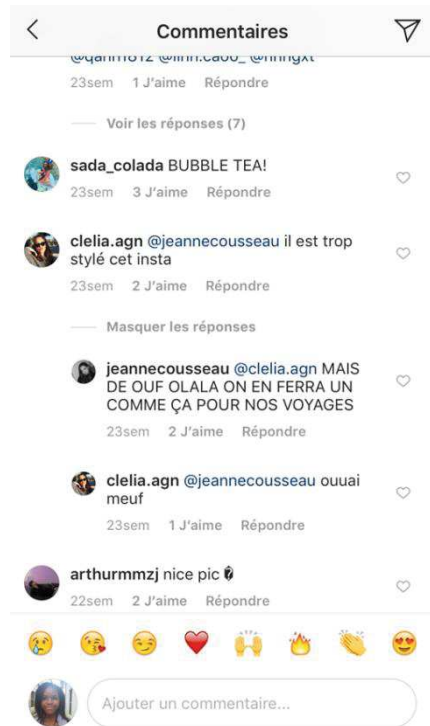 Commentaires
23sem 1 J'aime Répondre
Voir les réponses (7)
sada_colada BUBBLE TEA!
23sem 3 J'aime Répondre
clelia.agn @jeannecousseau il est trop
stylé cet insta
23sem 2 J'aime Répondre
Masquer les réponses
jeannecousseau @clelia.agn MAIS
DE OUF OLALA ON EN FERRA UN
COMME ÇA POUR NOS VOYAGES
23sem 2 J'aime Répondre
clelia.agn @jeannecousseau ouuai
meuf
23sem 1 J'aime Répondre
arthurmmzj nice pic
22sem 2 J'aime Répondre
Ajouter un commentaire...